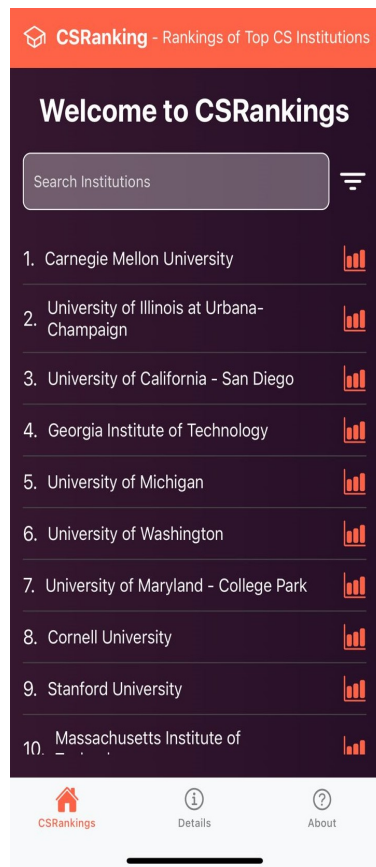 CSRanking - Rankings of Top CS Institutions
Welcome to CSRankings
Search Institutions
1. Carnegie Mellon University
2. University of Illinois at Urbana-
Champaign
3. University of California - San Diego
4. Georgia Institute of Technology
5. University of Michigan
6. University of Washington
7. University of Maryland - College Park
8. Cornell University
9. Stanford University
10. Massachusetts Institute of
CSRankings Details About